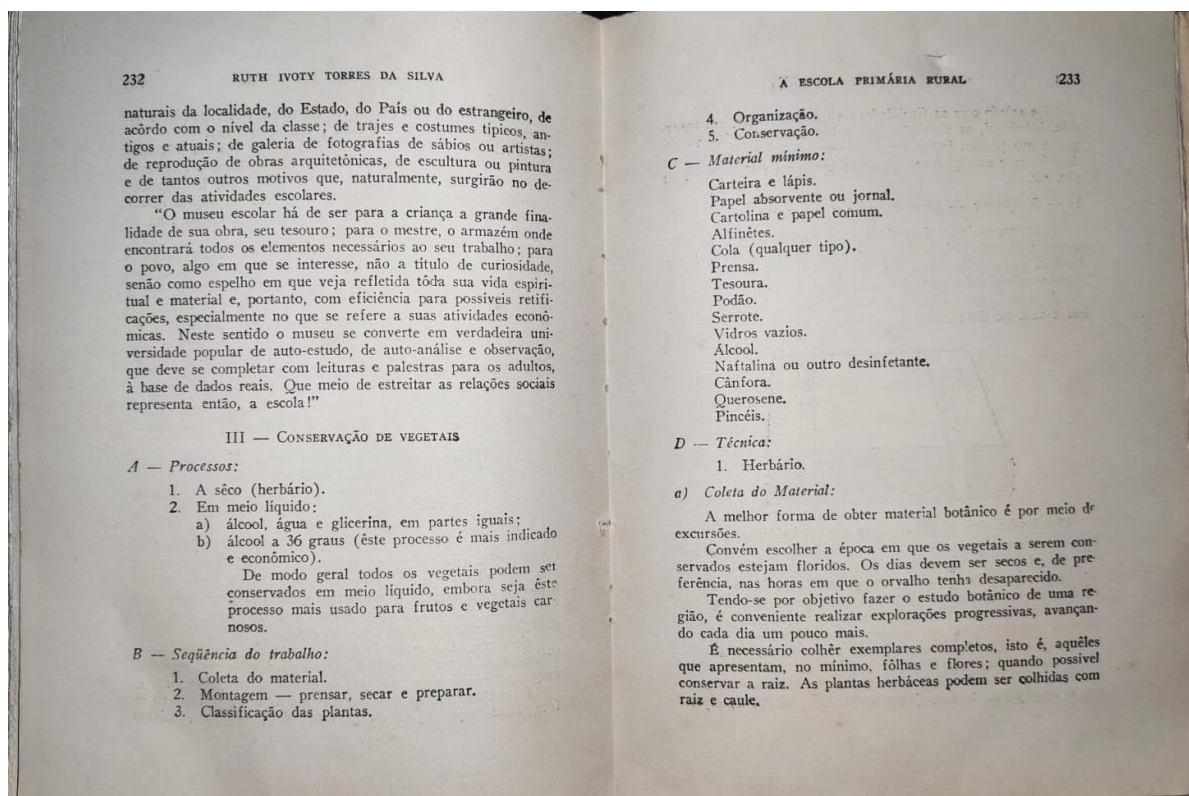 232 RUTH IVOTY TORRES DA SILVA
naturais da localidade, do Estado, do País ou do estrangeiro, de
acôrdo com o nível da classe; de trajes e costumes típicos, an-
tigos e atuais; de galeria de fotografias de sábios ou artistas;
de reprodução de obras arquitetônicas, de escultura ou pintura
e de tantos outros motivos que, naturalmente, surgirão no de-
correr das atividades escolares.
"O museu escolar há de ser para a criança a grande fina-
lidade de sua obra, seu tesouro; para o mestre, o armazém onde
encontrará todos os elementos necessários ao seu trabalho; para
o povo, algo em que se interesse, não a título de curiosidade,
senão como espelho em que veja refletida tôda sua vida espiri-
tual e material e, portanto, com eficiência para possíveis retifi-
cações, especialmente no que se refere a suas atividades econô-
micas. Neste sentido o museu se converte em verdadeira uni-
versidade popular de auto-estudo, de auto-análise e observação,
que deve se completar com leituras e palestras para os adultos,
à base de dados reais. Que meio de estreitar as relações sociais
representa então, a escola!"
III — CONSERVAÇÃO DE VEGETAIS
A — Processos:
1. A sêco (herbário).
2. Em meio líquido:
a) álcool, água e glicerina, em partes iguais;
b) álcool a 36 graus (êste processo é mais indicado
e econômico).
De modo geral todos os vegetais podem ser
conservados em meio líquido, embora seja êste
processo mais usado para frutos e vegetais car-
nosos.
B — Seqüência do trabalho:
1. Coleta do material.
2. Montagem — prensar, secar e preparar.
3. Classificação das plantas.
A ESCOLA PRIMÁRIA RURAL 233
4. Organização.
5. Conservação.
C — Material mínimo:
Carteira e lápis.
Papel absorvente ou jornal.
Cartolina e papel comum.
Alfinêtes.
Cola (qualquer tipo).
Prensa.
Tesoura.
Podão.
Serrote.
Vidros vazios.
Álcool.
Naftalina ou outro desinfetante.
Cânfora.
Querosene.
Pincéis.
D — Técnica:
1. Herbário.
a) Coleta do Material:
A melhor forma de obter material botânico é por meio de
excursões.
Convém escolher a época em que os vegetais a serem con-
servados estejam floridos. Os dias devem ser secos e, de pre-
ferência, nas horas em que o orvalho tenha desaparecido.
Tendo-se por objetivo fazer o estudo botânico de uma re-
gião, é conveniente realizar explorações progressivas, avançan-
do cada dia um pouco mais.
É necessário colhêr exemplares completos, isto é, aquêles
que apresentam, no mínimo, fôlhas e flores; quando possível
conservar a raiz. As plantas herbáceas podem ser colhidas com
raiz e caule.